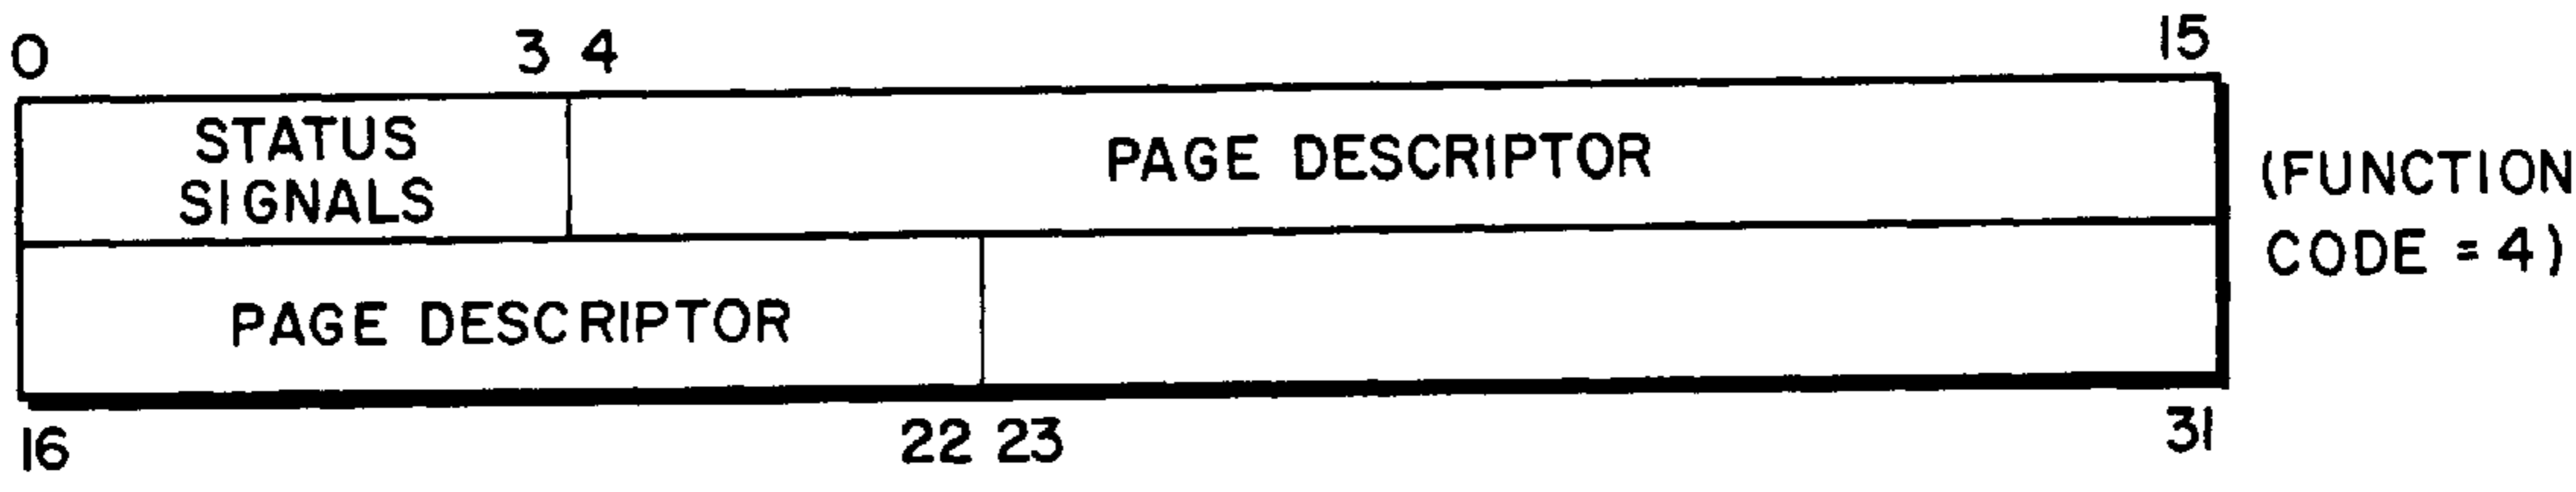 0 3 4 15
STATUS
SIGNALS
PAGE DESCRIPTOR
(FUNCTION
CODE = 4)
PAGE DESCRIPTOR
16 22 23 31